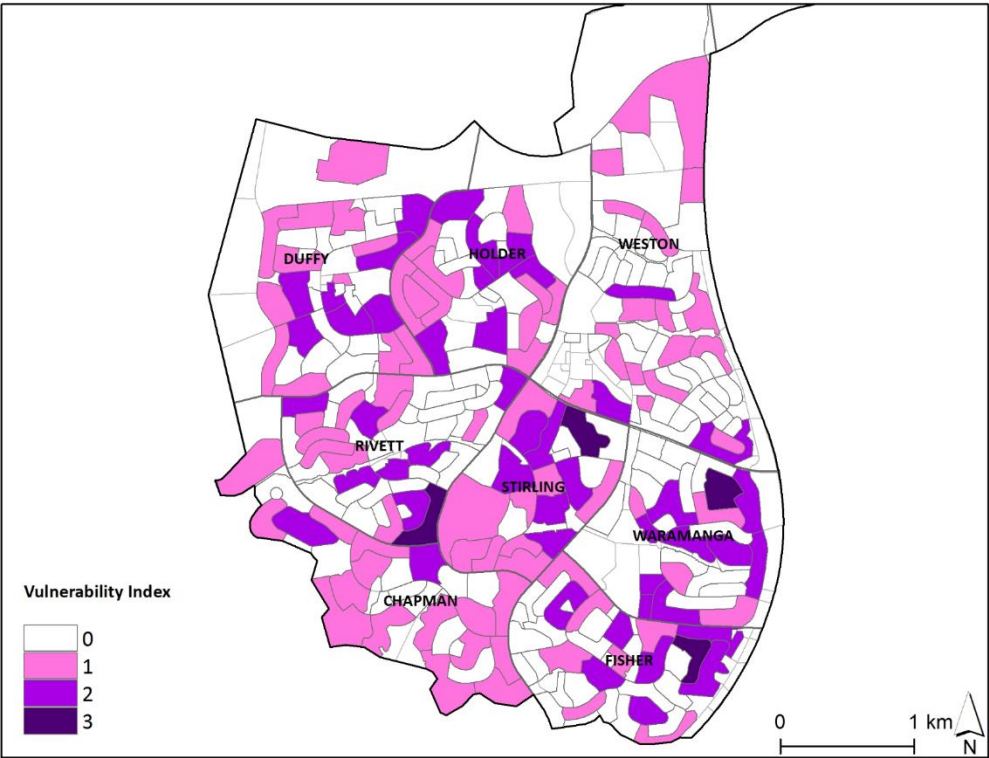 WESTON
DUFFY
HOLDER
RIVETT
STIRLING
WARAMANGA
CHAPMAN
FISHER
Vulnerability Index
0
1
2
3
0 1 km
N